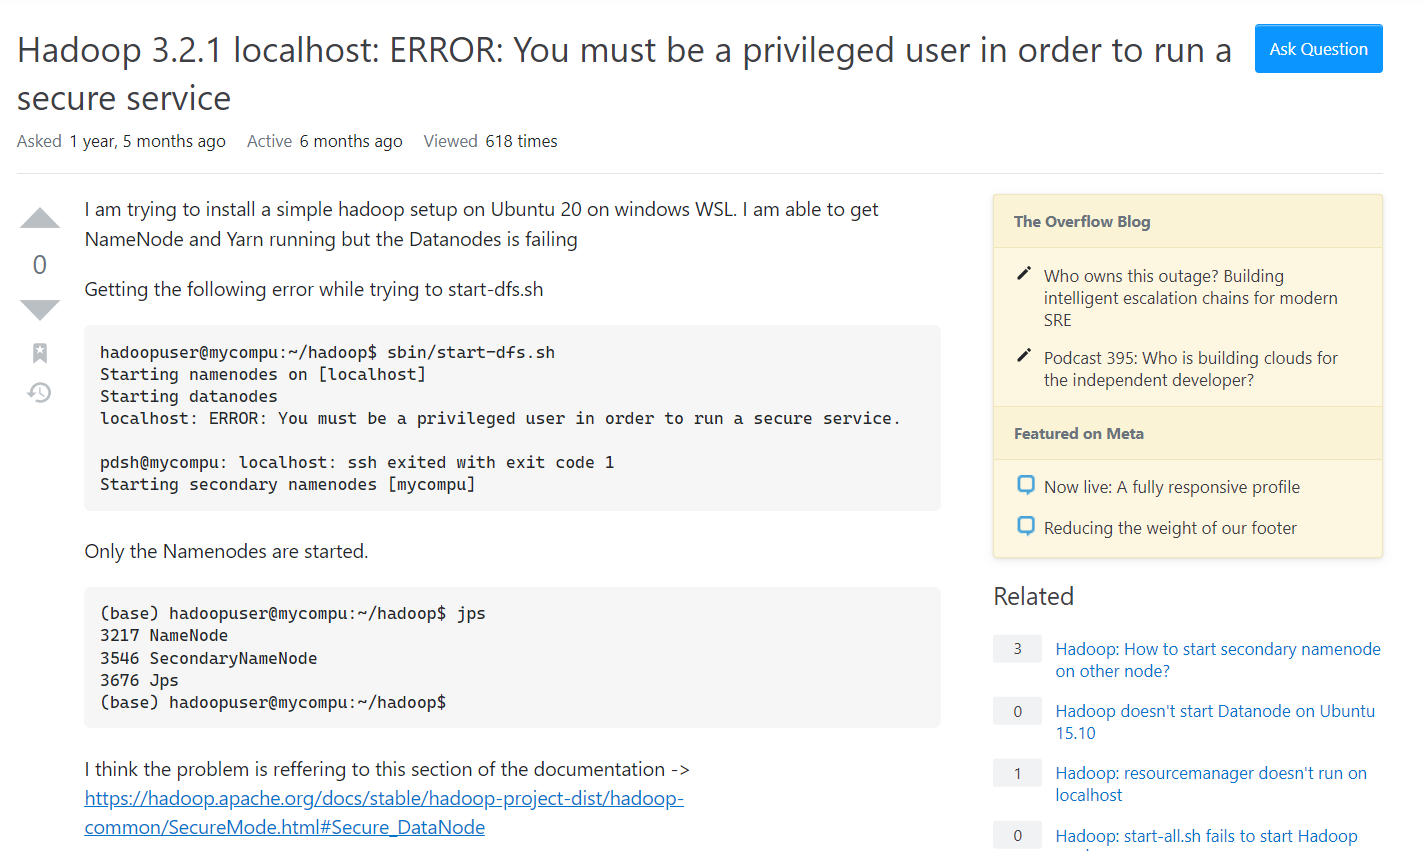 Hadoop 3.2.1 localhost: ERROR: You must be a privileged user in order to run a
secure service
Ask Question
Asked 1 year, 5 months ago Active 6 months ago Viewed 618 times
0
I am trying to install a simple hadoop setup on Ubuntu 20 on windows WSL. I am able to get
NameNode and Yarn running but the Datanodes is failing
Getting the following error while trying to start-dfs.sh
hadoopuser@mycompu:~/hadoop$ sbin/start-dfs.sh
Starting namenodes on [localhost]
Starting datanodes
localhost: ERROR: You must be a privileged user in order to run a secure service.
pdsh@mycompu: localhost: ssh exited with exit code 1
Starting secondary namenodes [mycompu]
Only the Namenodes are started.
(base) hadoopuser@mycompu:~/hadoop$ jps
3217 NameNode
3546 SecondaryNameNode
3676 Jps
(base) hadoopuser@mycompu:~/hadoop$
I think the problem is reffering to this section of the documentation ->
https://hadoop.apache.org/docs/stable/hadoop-project-dist/hadoop-
common/SecureMode.html#Secure_DataNode
The Overflow Blog
Who owns this outage? Building
intelligent escalation chains for modern
SRE
Podcast 395: Who is building clouds for
the independent developer?
Featured on Meta
Now live: A fully responsive profile
Reducing the weight of our footer
Related
3 Hadoop: How to start secondary namenode
on other node?
0 Hadoop doesn't start Datanode on Ubuntu
15.10
1 Hadoop: resourcemanager doesn't run on
localhost
0 Hadoop: start-all.sh fails to start Hadoop